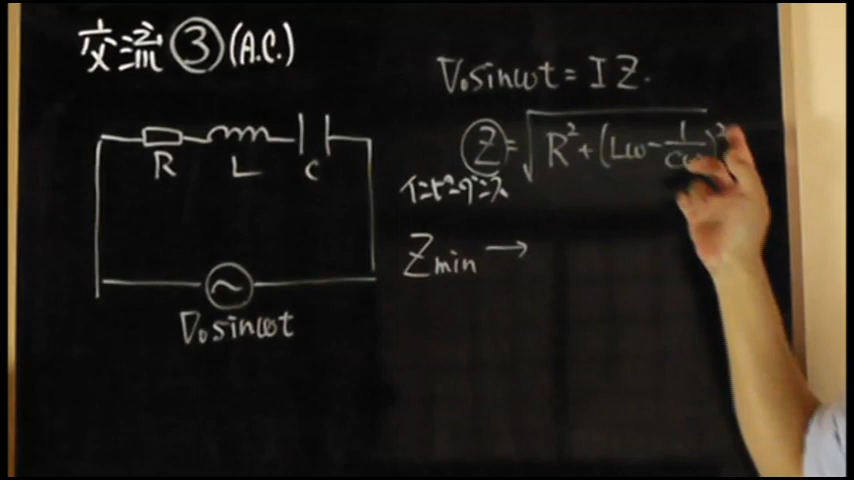 交流③(A.C.)
V₀sinωt = IZ.
Z = √R² + (Lω - 1/Cω)²
インピーダンス
R L C
Zmin →
V₀sinωt